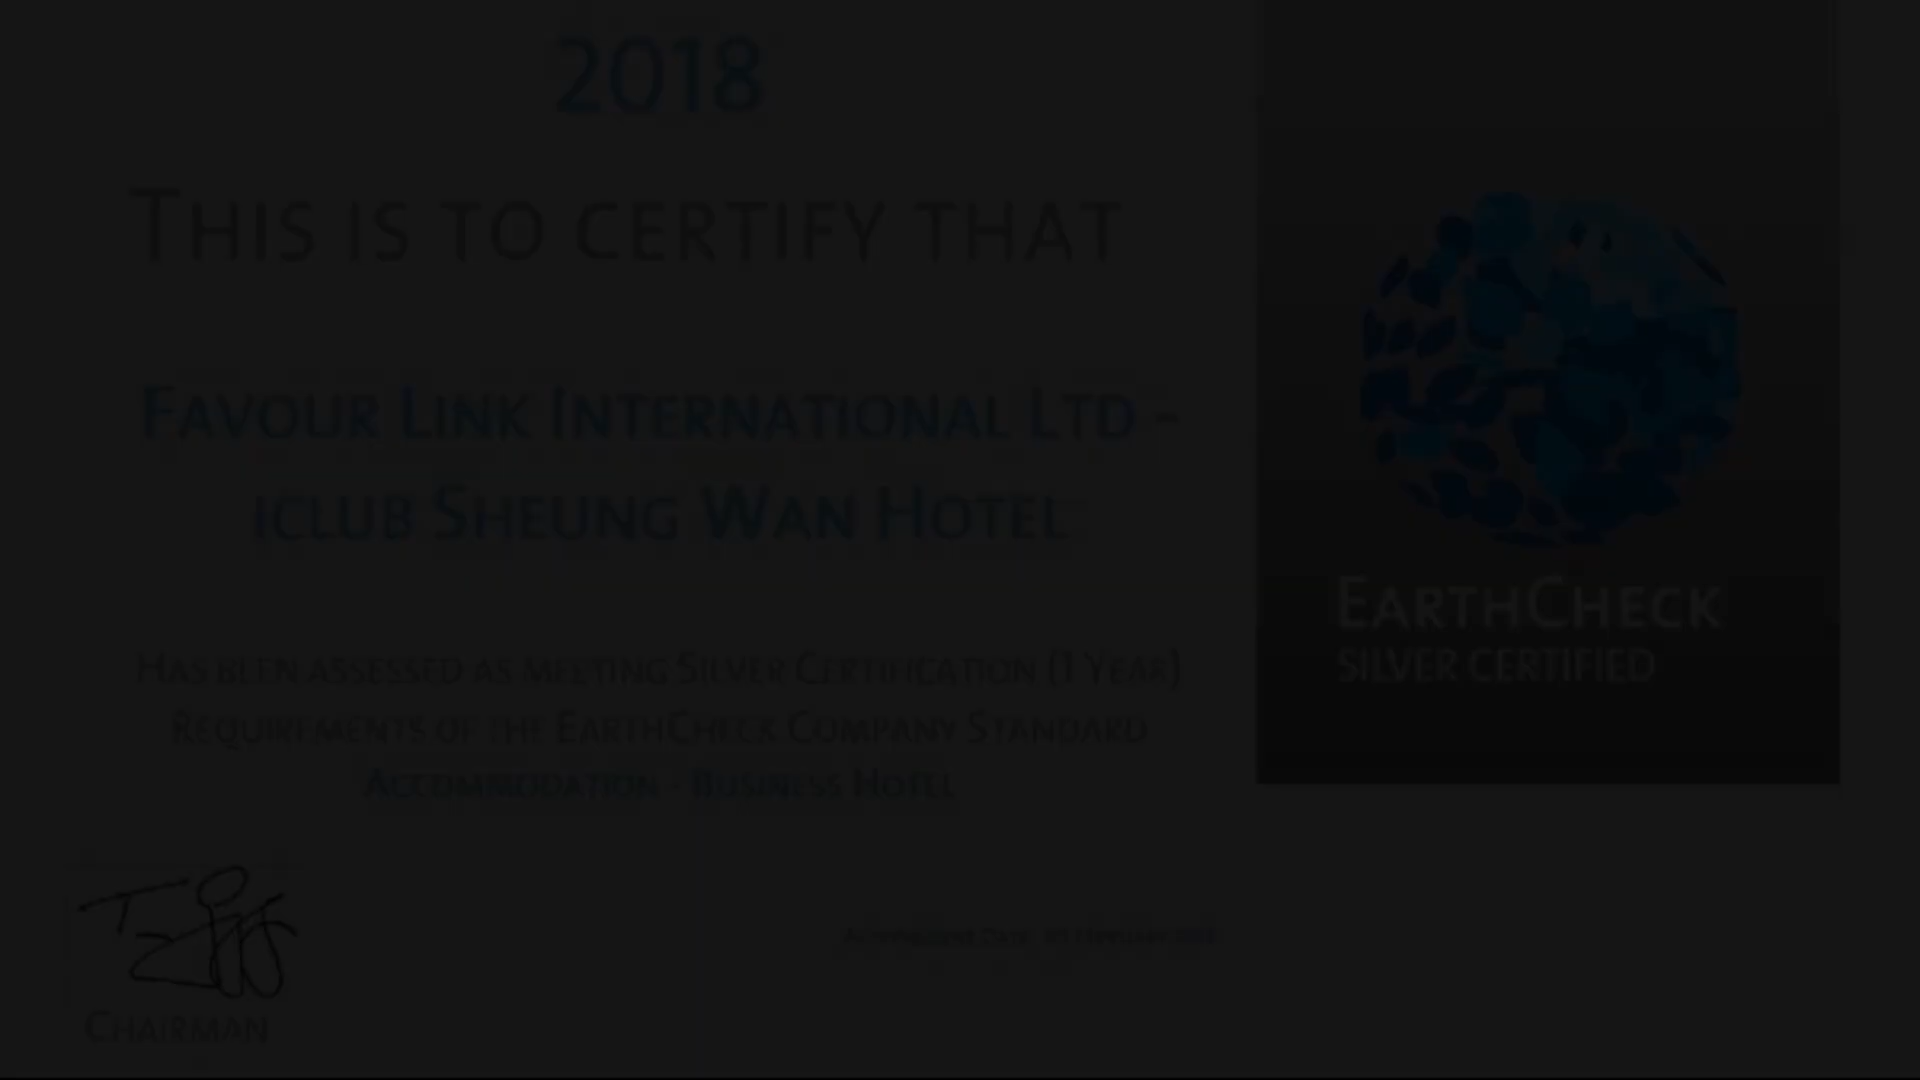 2018
THIS IS TO CERTIFY THAT
FAVOUR LINK INTERNATIONAL LTD -
ICLUB SHEUNG WAN HOTEL
HAS BEEN ASSESSED AS MEETING SILVER CERTIFICATION (1 YEAR)
REQUIREMENTS OF THE EARTHCHECK COMPANY STANDARD
ACCOMMODATION - BUSINESS HOTEL
CHAIRMAN
EARTHCHECK
SILVER CERTIFIED